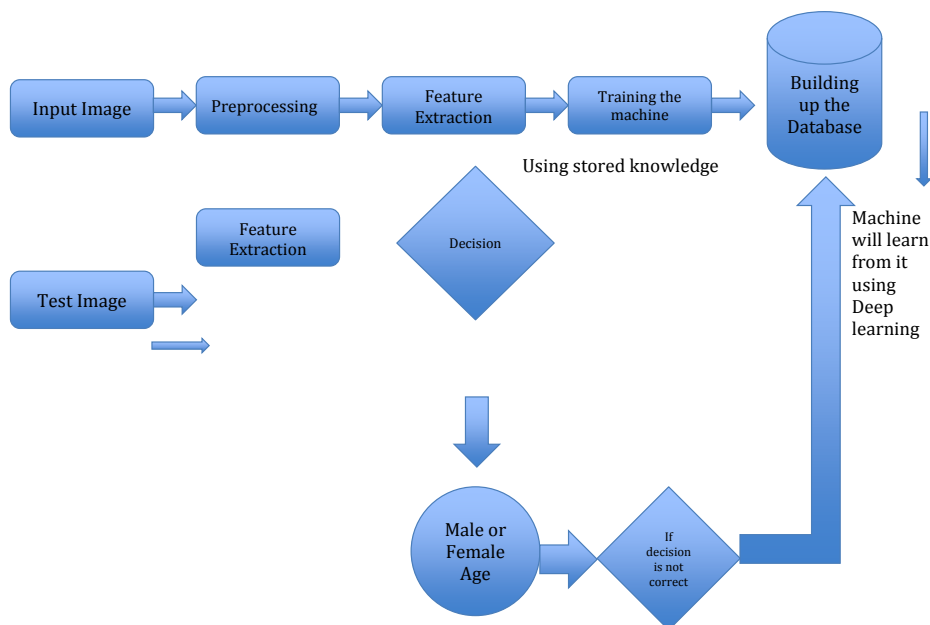 Input Image
Preprocessing
Feature
Extraction
Training the
machine
Building
up the
Database
Using stored knowledge
Feature
Extraction
Decision
Machine
will learn
from it
using
Deep
learning
Test Image
Male or
Female
Age
If
decision
is not
correct